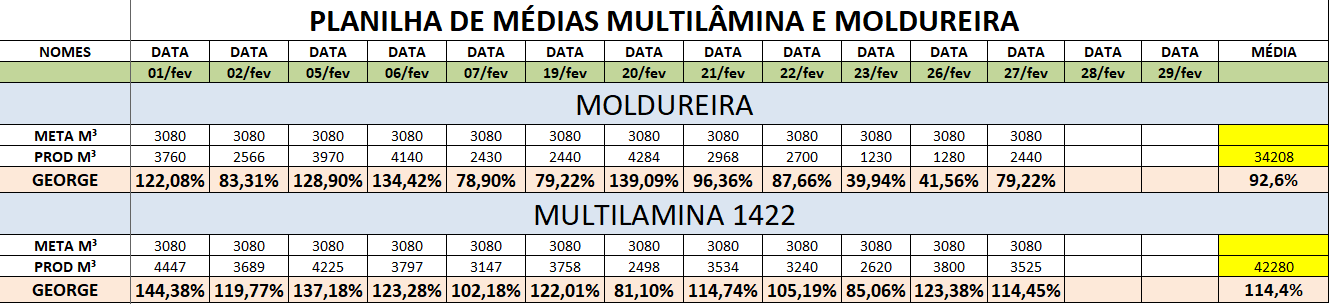 PLANILHA DE MÉDIAS MULTILÂMINA E MOLDUREIRA
NOMES DATA DATA DATA DATA DATA DATA DATA DATA DATA DATA DATA DATA DATA DATA MÉDIA
01/fev 02/fev 05/fev 06/fev 07/fev 19/fev 20/fev 21/fev 22/fev 23/fev 26/fev 27/fev 28/fev 29/fev
MOLDUREIRA
META M³ 3080 3080 3080 3080 3080 3080 3080 3080 3080 3080 3080 3080
PROD M³ 3760 2566 3970 4140 2430 2440 4284 2968 2700 1230 1280 2440 34208
GEORGE 122,08% 83,31% 128,90% 134,42% 78,90% 79,22% 139,09% 96,36% 87,66% 39,94% 41,56% 79,22% 92,6%
MULTILAMINA 1422
META M³ 3080 3080 3080 3080 3080 3080 3080 3080 3080 3080 3080 3080
PROD M³ 4447 3689 4225 3797 3147 3758 2498 3534 3240 2620 3800 3525 42280
GEORGE 144,38% 119,77% 137,18% 123,28% 102,18% 122,01% 81,10% 114,74% 105,19% 85,06% 123,38% 114,45% 114,4%